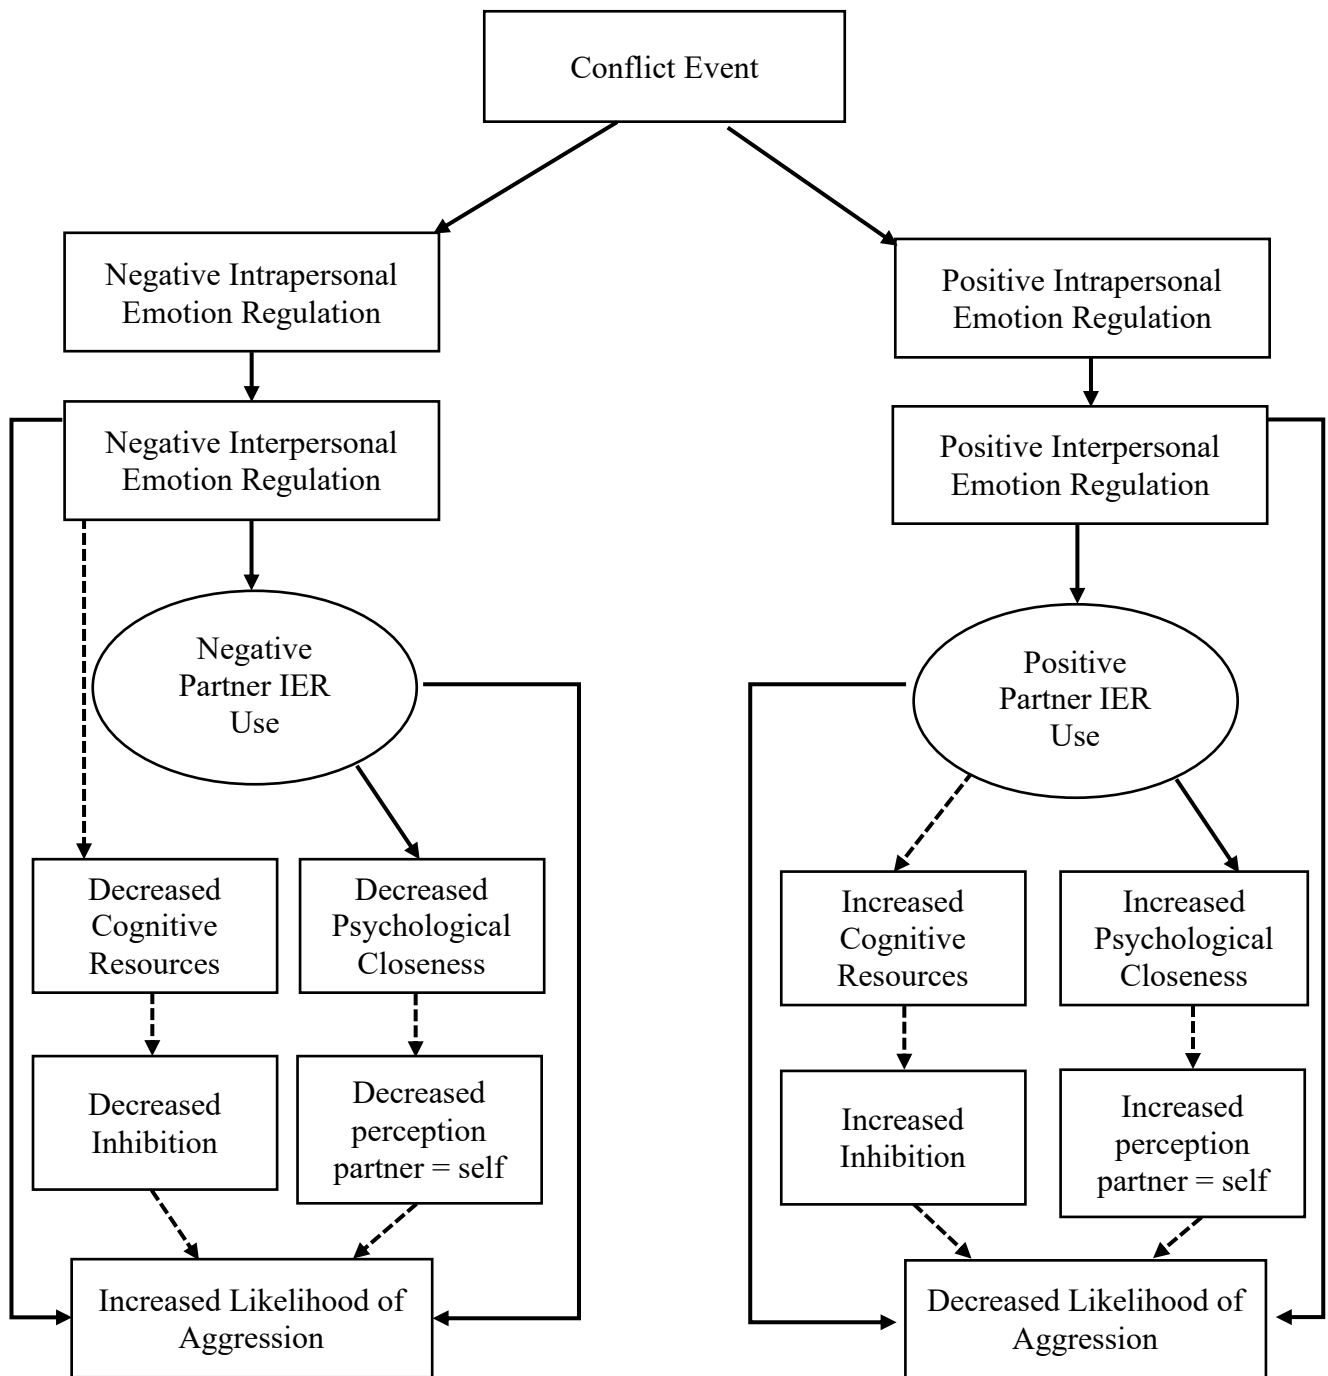 Conflict Event
Negative Intrapersonal
Emotion Regulation
Positive Intrapersonal
Emotion Regulation
Negative Interpersonal
Emotion Regulation
Positive Interpersonal
Emotion Regulation
Negative
Partner IER
Use
Positive
Partner IER
Use
Decreased
Cognitive
Resources
Decreased
Psychological
Closeness
Increased
Cognitive
Resources
Increased
Psychological
Closeness
Decreased
Inhibition
Decreased
perception
partner = self
Increased
Inhibition
Increased
perception
partner = self
Increased Likelihood of
Aggression
Decreased Likelihood of
Aggression